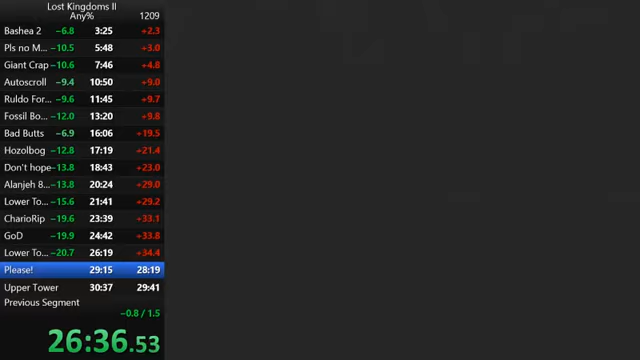 Lost Kingdoms II
Any% 1209
Bashea 2 −6.8 3:25 +2.3
Pls no M... −10.5 5:48 +3.0
Giant Crap −10.6 7:46 +4.8
Autoscroll −9.4 10:50 +9.0
Ruldo For... −9.6 11:45 +9.7
Fossil Bo... −12.0 13:20 +9.8
Bad Butts −6.9 16:06 +19.5
Hozolbog −12.8 17:19 +21.4
Don't hope −13.8 18:43 +23.0
Alanjeh 8... −13.8 20:24 +29.0
Lower To... −15.6 21:41 +29.2
CharioRip −19.6 23:39 +33.1
GoD −19.9 24:42 +33.8
Lower To... −20.7 26:19 +34.4
Please! 29:15 28:19
Upper Tower 30:37 29:41
Previous Segment
−0.8 / 1.5
26:36.53